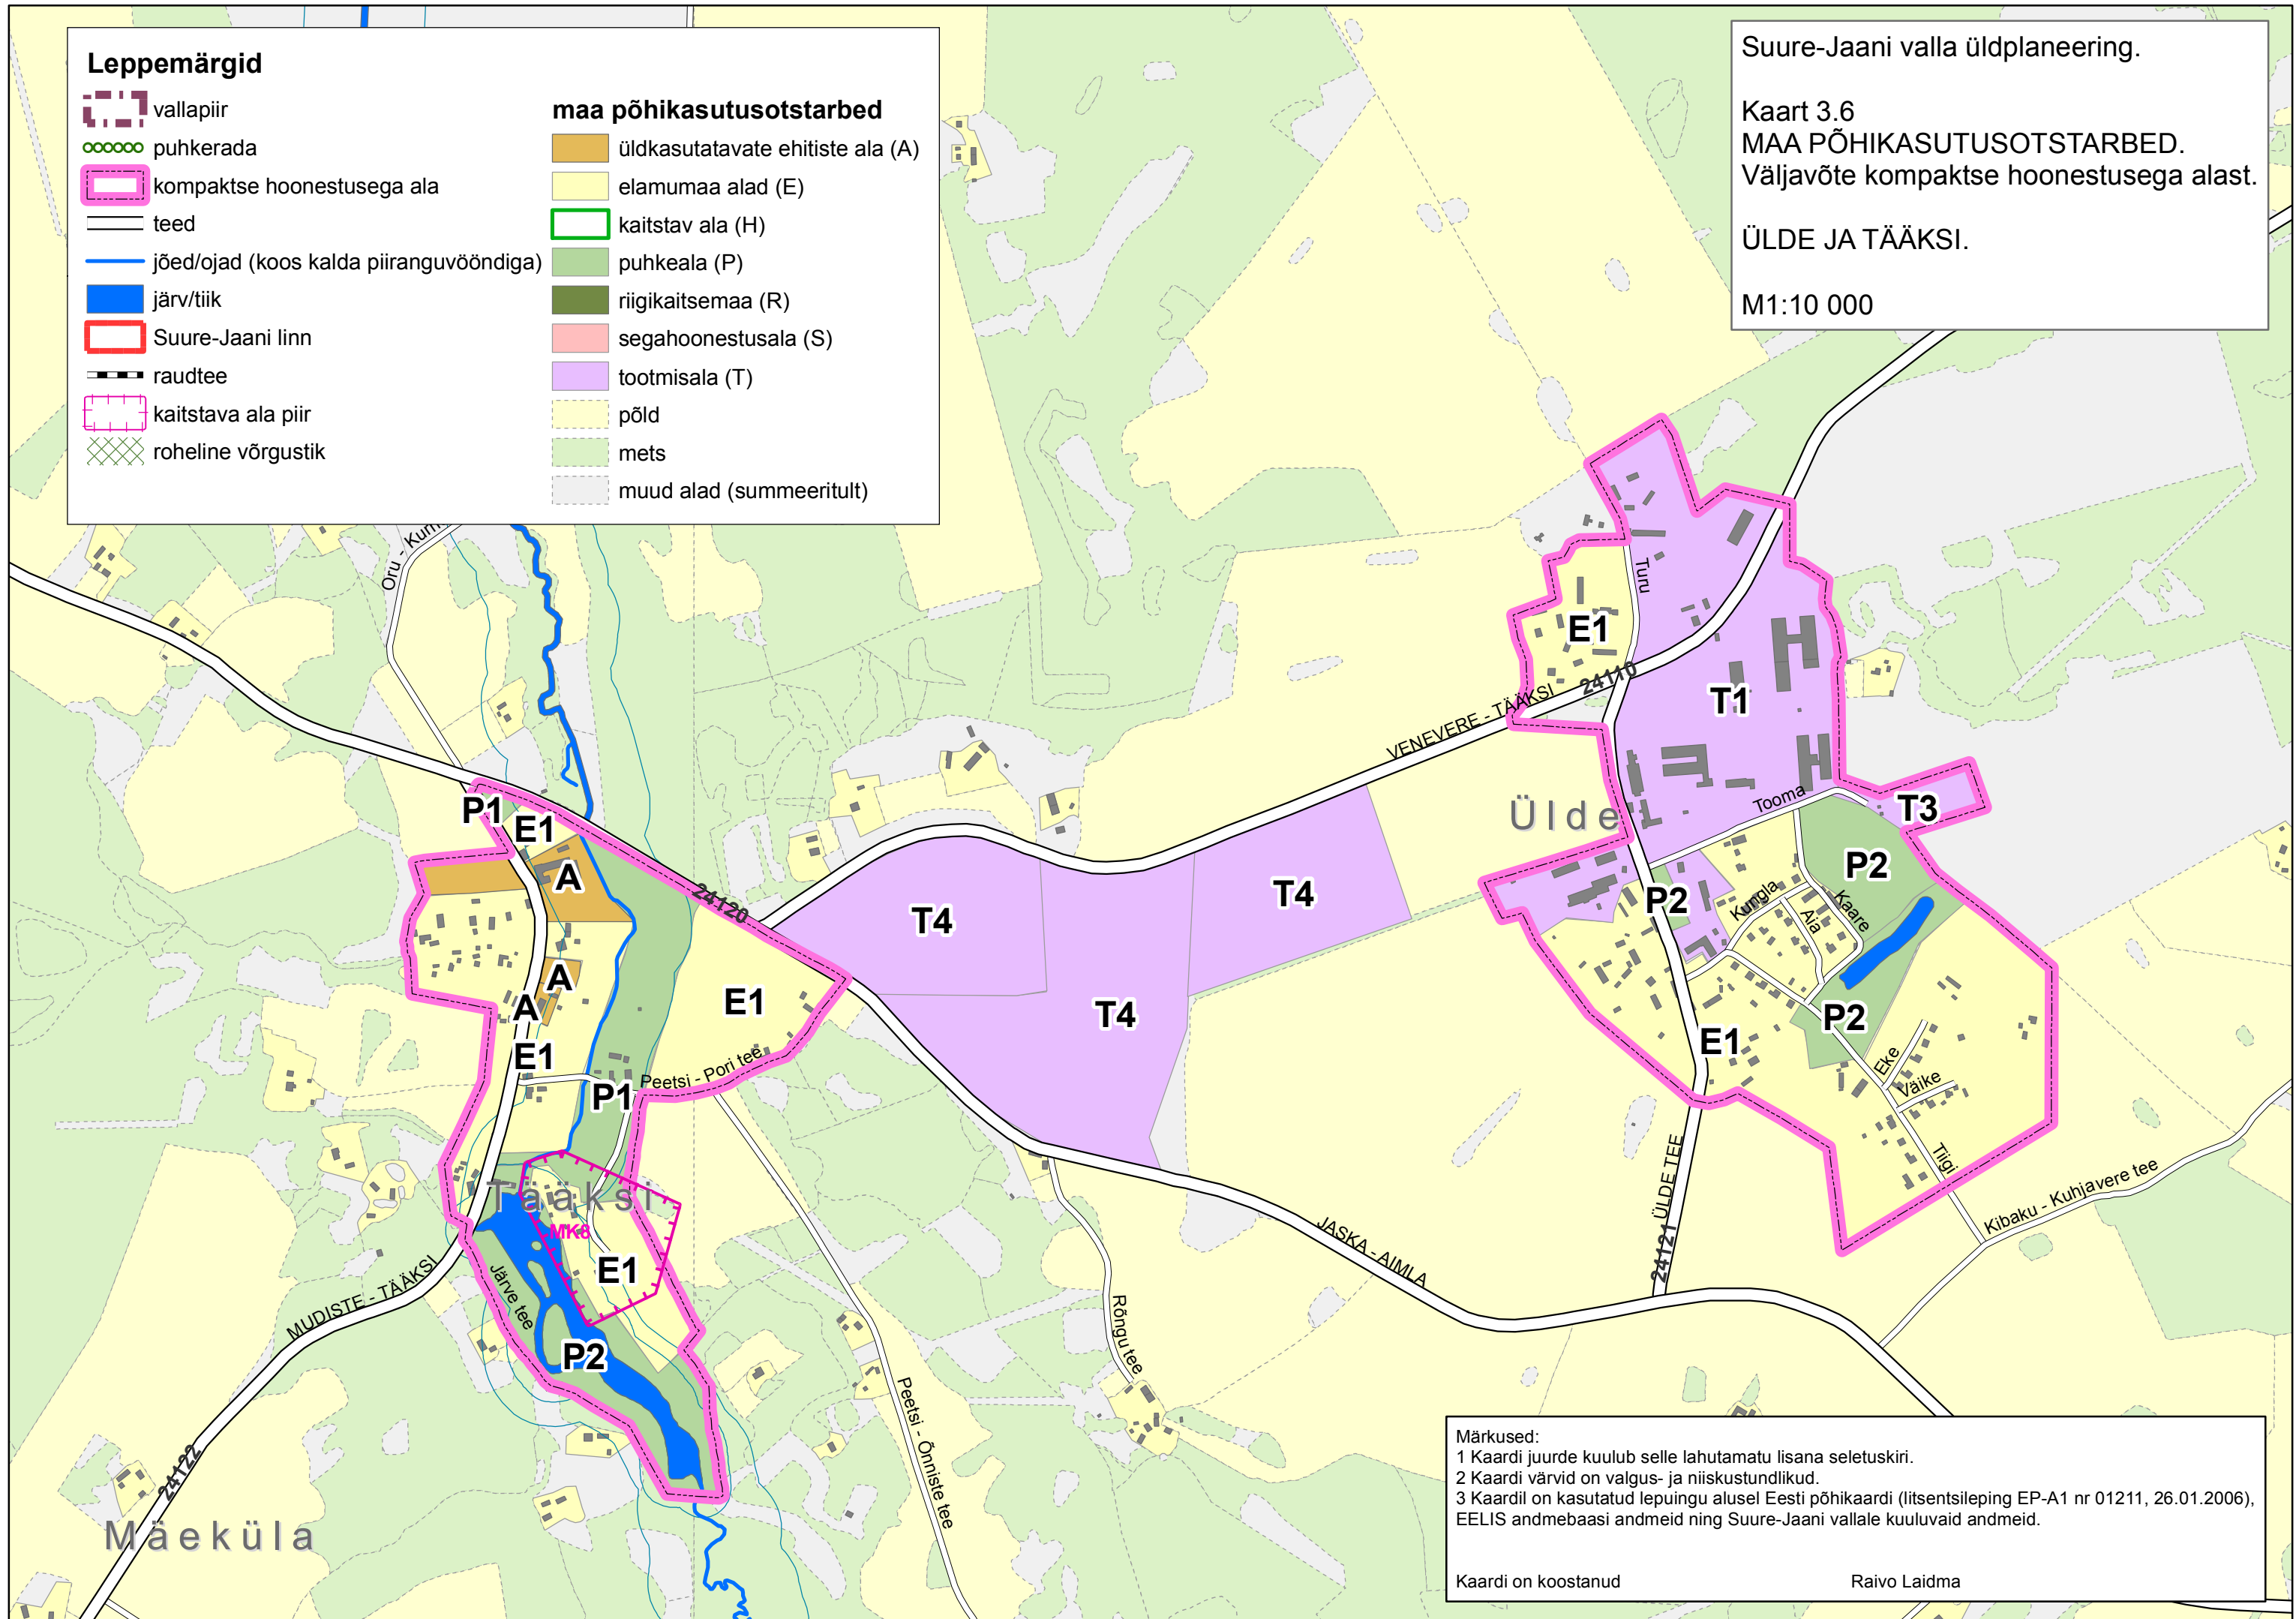 Leppemärgid
vallapiir
puhkerada
kompaktse hoonestusega ala
teed
jõed/ojad (koos kalda piiranguvööndiga)
järv/tiik
Suure-Jaani linn
raudtee
kaitstava ala piir
roheline võrgustik
maa põhikasutusotstarbed
üldkasutatavate ehitiste ala (A)
elamumaa alad (E)
kaitstav ala (H)
puhkeala (P)
riigikaitsemaa (R)
segahoonestusala (S)
tootmisala (T)
põld
mets
muud alad (summeeritult)
Suure-Jaani valla üldplaneering.
Kaart 3.6
MAA PÕHIKASUTUSOTSTARBED.
Väljavõte kompaktse hoonestusega alast.
ÜLDE JA TÄÄKSI.
M1:10 000
Turu
E1
24110
VENEVERE - TÄÄKSI
T1
Ülde
Tooma
T3
P2
P2
Kungla
Aia
Kaare
P2
E1
Eke
Väike
Tiigi
Kibaku - Kuhjavere tee
24121
ÜLDE TEE
Oru -
P1
E1
A
24120
T4
T4
T4
A
A
E1
E1
Peetsi - Pori tee
P1
Tääksi
MK8
E1
Järve tee
P2
MUDISTE - TÄÄKSI
24122
Mäeküla
JASKA - AIMLA
Rõngu tee
Peetsi - Õnniste tee
Märkused:
1 Kaardi juurde kuulub selle lahutamatu lisana seletuskiri.
2 Kaardi värvid on valgus- ja niiskustundlikud.
3 Kaardil on kasutatud lepuingu alusel Eesti põhikaardi (litsentsileping EP-A1 nr 01211, 26.01.2006),
EELIS andmebaasi andmeid ning Suure-Jaani vallale kuuluvaid andmeid.
Kaardi on koostanud Raivo Laidma